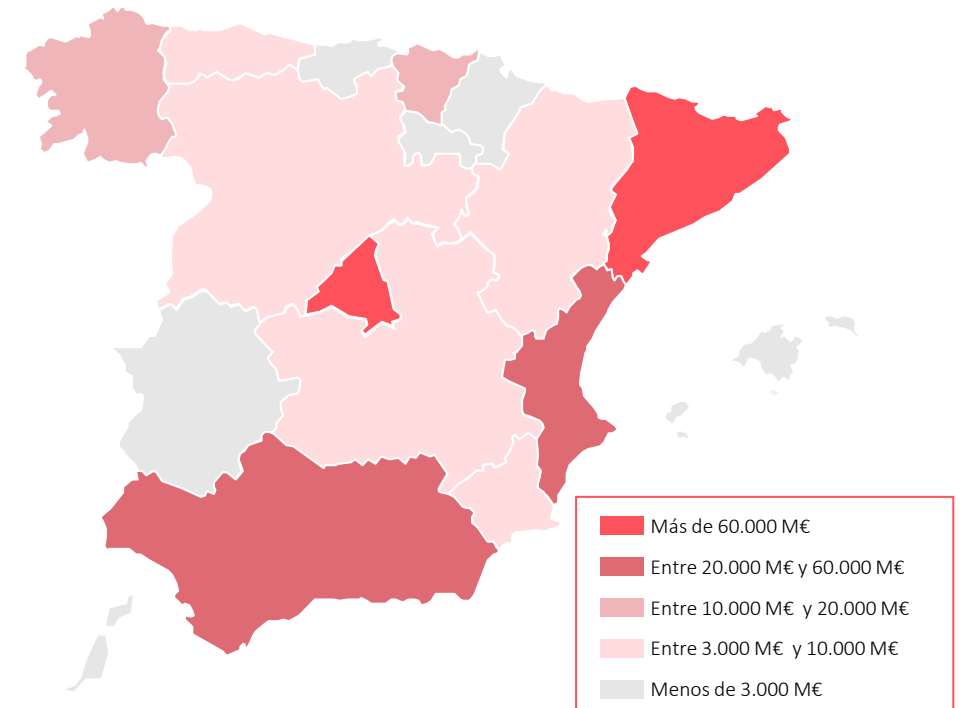 Más de 60.000 M€
Entre 20.000 M€ y 60.000 M€
Entre 10.000 M€ y 20.000 M€
Entre 3.000 M€ y 10.000 M€
Menos de 3.000 M€